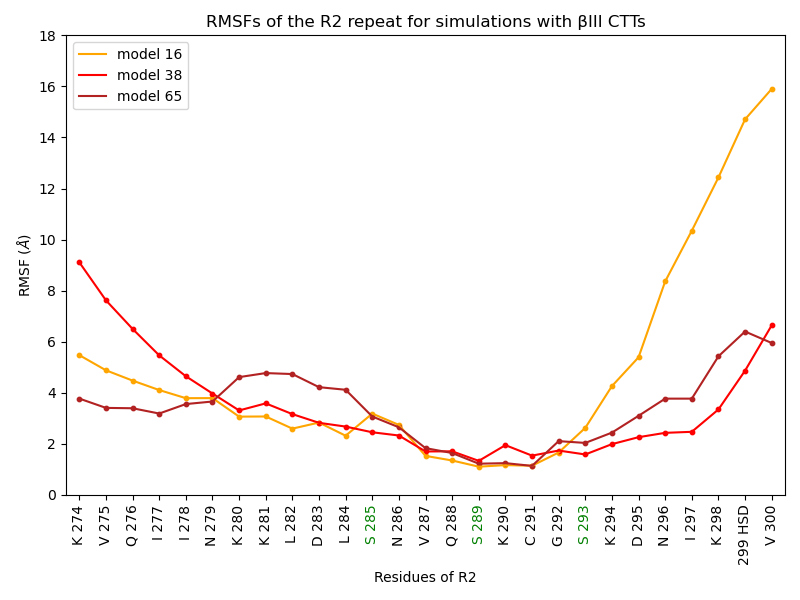 RMSFs of the R2 repeat for simulations with βIII CTTs
model 16
model 38
model 65
RMSF (Å)
18
16
14
12
10
8
6
4
2
0
K 274
V 275
Q 276
I 277
I 278
N 279
K 280
K 281
L 282
D 283
L 284
S 285
N 286
V 287
Q 288
S 289
K 290
C 291
G 292
S 293
K 294
D 295
N 296
I 297
K 298
299 HSD
V 300
Residues of R2